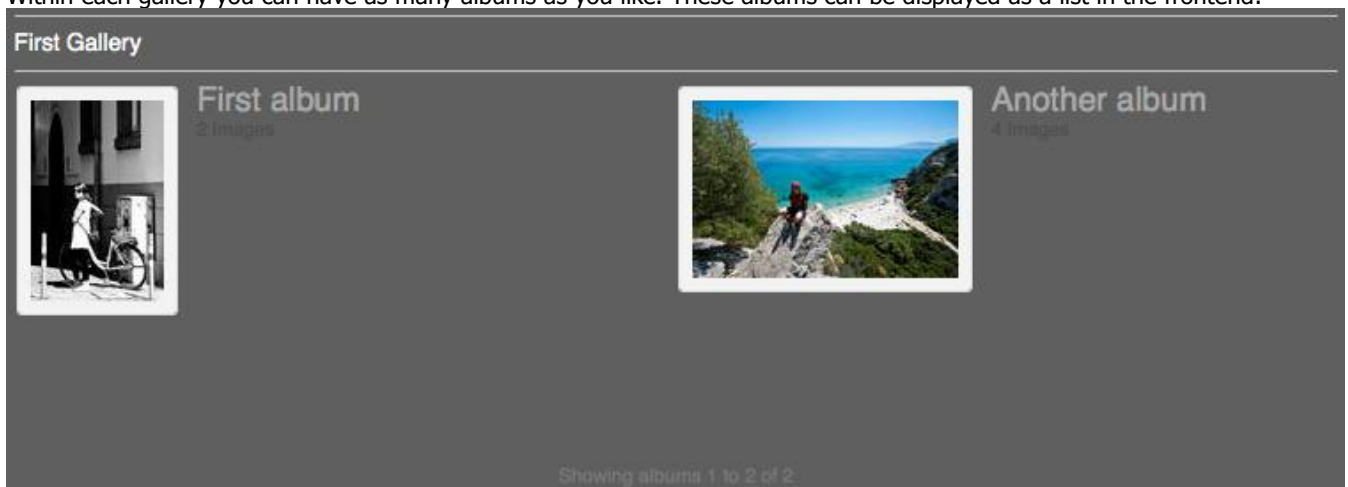 Within each gallery you can have as many albums as you like. These albums can be displayed as a list in the frontend:
First Gallery
First album
2 Images
Another album
4 Images
Showing albums 1 to 2 of 2